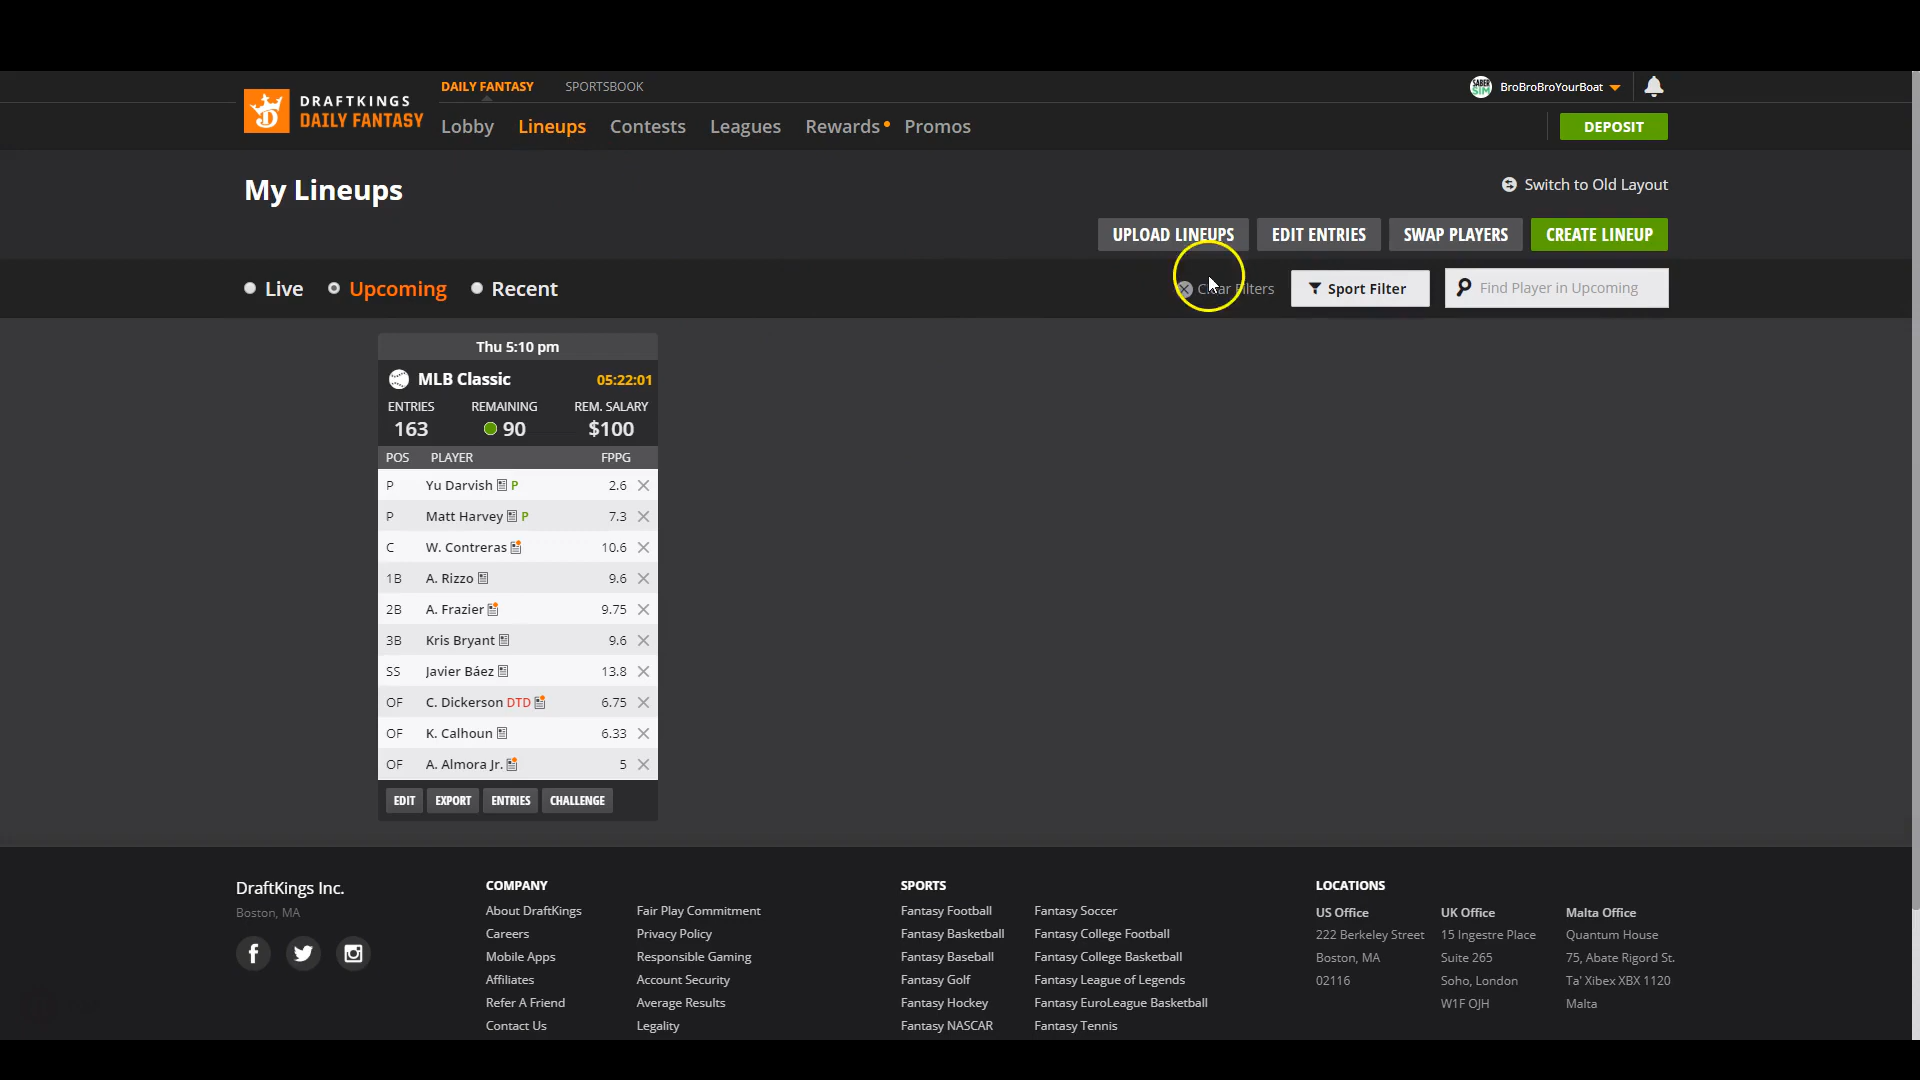 DAILY FANTASY SPORTSBOOK
SABER SIM BroBroBroYourBoat
DRAFTKINGS
DAILY FANTASY
Lobby Lineups Contests Leagues Rewards Promos
DEPOSIT
My Lineups
Switch to Old Layout
UPLOAD LINEUPS EDIT ENTRIES SWAP PLAYERS CREATE LINEUP
Live Upcoming Recent
Clear Filters Sport Filter Find Player in Upcoming
Thu 5:10 pm
MLB Classic 05:22:01
ENTRIES REMAINING REM. SALARY
163 90 $100
POS PLAYER FPPG
P Yu Darvish P 2.6
P Matt Harvey P 7.3
C W. Contreras 10.6
1B A. Rizzo 9.6
2B A. Frazier 9.75
3B Kris Bryant 9.6
SS Javier Báez 13.8
OF C. Dickerson DTD 6.75
OF K. Calhoun 6.33
OF A. Almora Jr. 5
EDIT EXPORT ENTRIES CHALLENGE
DraftKings Inc.
Boston, MA
COMPANY
About DraftKings Fair Play Commitment
Careers Privacy Policy
Mobile Apps Responsible Gaming
Affiliates Account Security
Refer A Friend Average Results
Contact Us Legality
SPORTS
Fantasy Football Fantasy Soccer
Fantasy Basketball Fantasy College Football
Fantasy Baseball Fantasy College Basketball
Fantasy Golf Fantasy League of Legends
Fantasy Hockey Fantasy EuroLeague Basketball
Fantasy NASCAR Fantasy Tennis
LOCATIONS
US Office
222 Berkeley Street
Boston, MA
02116
UK Office
15 Ingestre Place
Suite 265
Soho, London
W1F OJH
Malta Office
Quantum House
75, Abate Rigord St.
Ta' Xibex XBX 1120
Malta